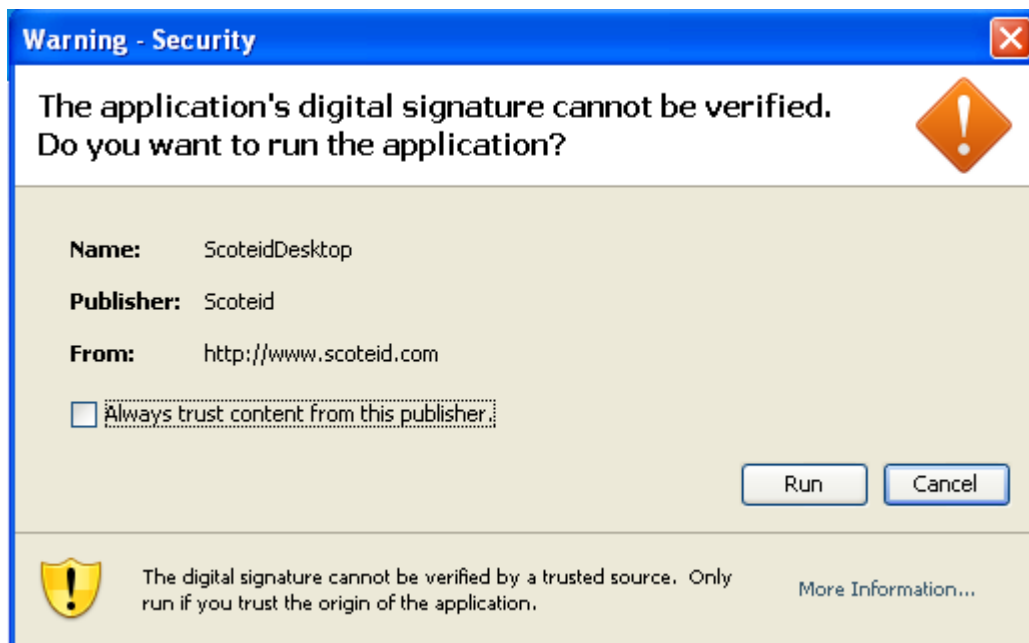 Warning - Security
The application's digital signature cannot be verified.
Do you want to run the application?
Name: ScoteidDesktop
Publisher: Scoteid
From: http://www.scoteid.com
Always trust content from this publisher.
Run Cancel
The digital signature cannot be verified by a trusted source. Only
run if you trust the origin of the application.
More Information...